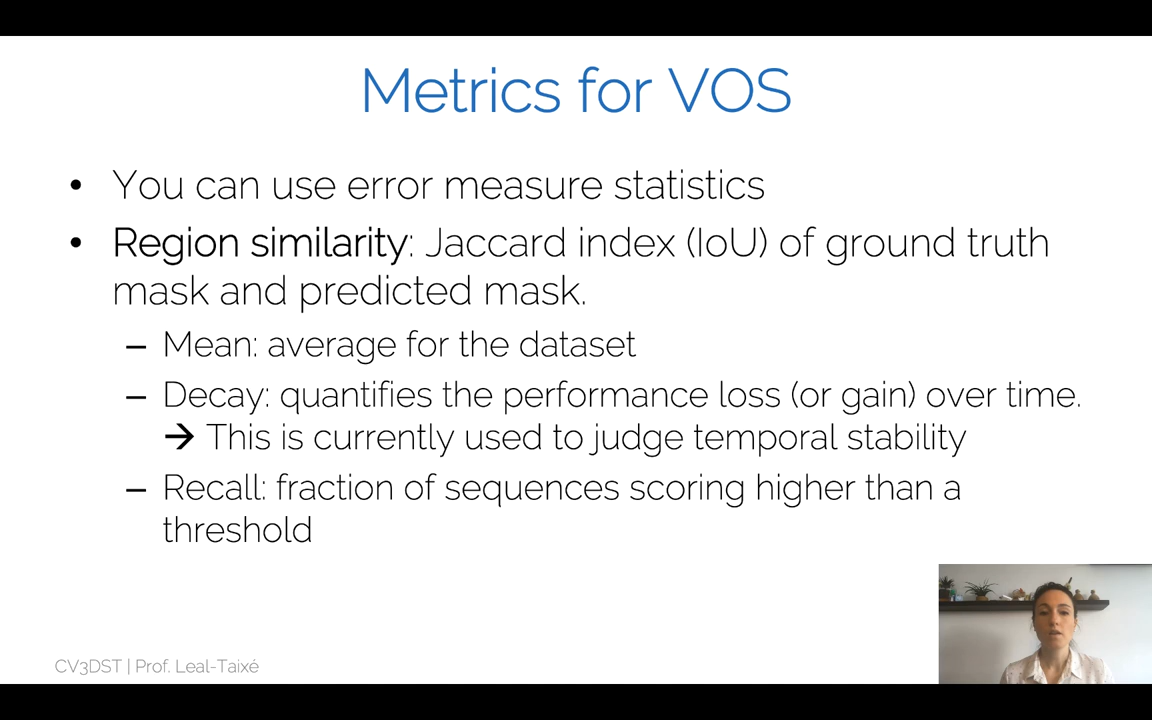 Metrics for VOS
• You can use error measure statistics
• Region similarity: Jaccard index (IoU) of ground truth
mask and predicted mask.
– Mean: average for the dataset
– Decay: quantifies the performance loss (or gain) over time.
→ This is currently used to judge temporal stability
– Recall: fraction of sequences scoring higher than a
threshold
CV3DST | Prof. Leal-Taixé